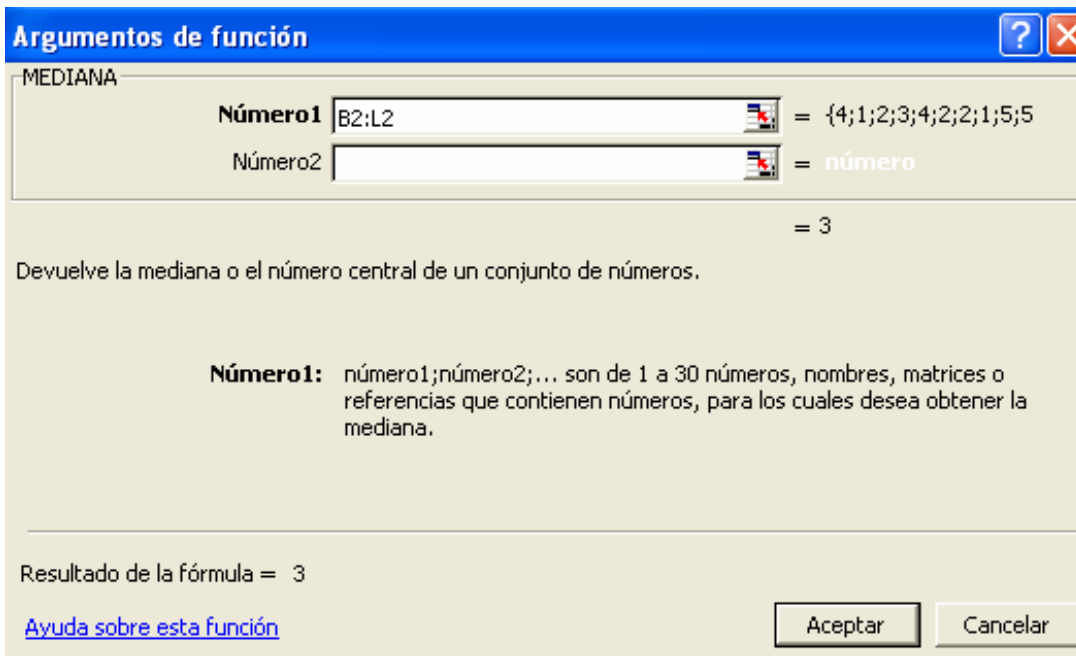 Argumentos de función
MEDIANA
Número1 B2:L2 = {4;1;2;3;4;2;2;1;5;5
Número2 = número
= 3
Devuelve la mediana o el número central de un conjunto de números.
Número1: número1;número2;... son de 1 a 30 números, nombres, matrices o
referencias que contienen números, para los cuales desea obtener la
mediana.
Resultado de la fórmula = 3
Ayuda sobre esta función Aceptar Cancelar